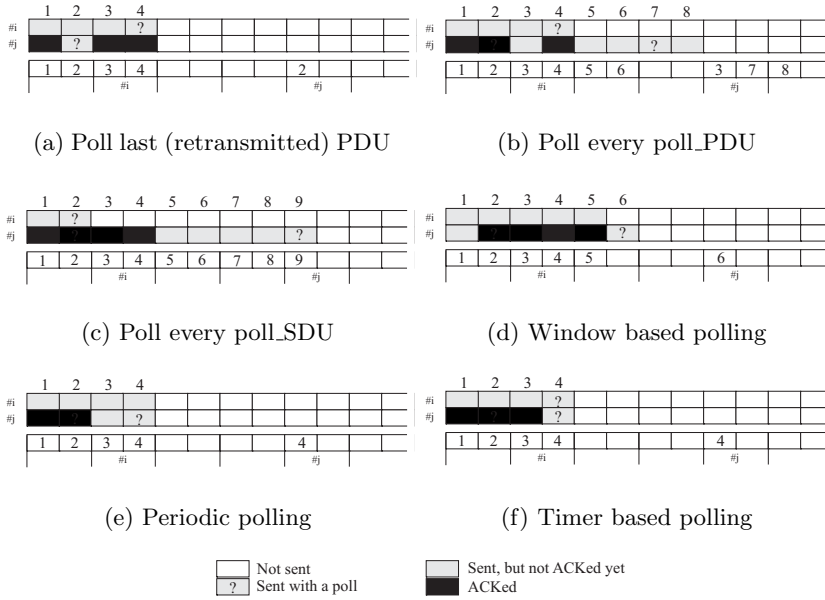 1 2 3 4
#i ?
#j ?
1 2 3 4 2
#i #j
(a) Poll last (retransmitted) PDU
1 2 3 4 5 6 7 8
#i ?
#j ? ?
1 2 3 4 5 6 3 7 8
#i #j
(b) Poll every poll_PDU
1 2 3 4 5 6 7 8 9
#i ?
#j ? ?
1 2 3 4 5 6 7 8 9
#i #j
(c) Poll every poll_SDU
1 2 3 4 5 6
#i ?
#j ? ?
1 2 3 4 5 6
#i #j
(d) Window based polling
1 2 3 4
#i ? ?
#j ? ?
1 2 3 4 4
#i #j
(e) Periodic polling
1 2 3 4
#i ? ?
#j ? ?
1 2 3 4 4
#i #j
(f) Timer based polling
Not sent
? Sent with a poll
Sent, but not ACKed yet
ACKed